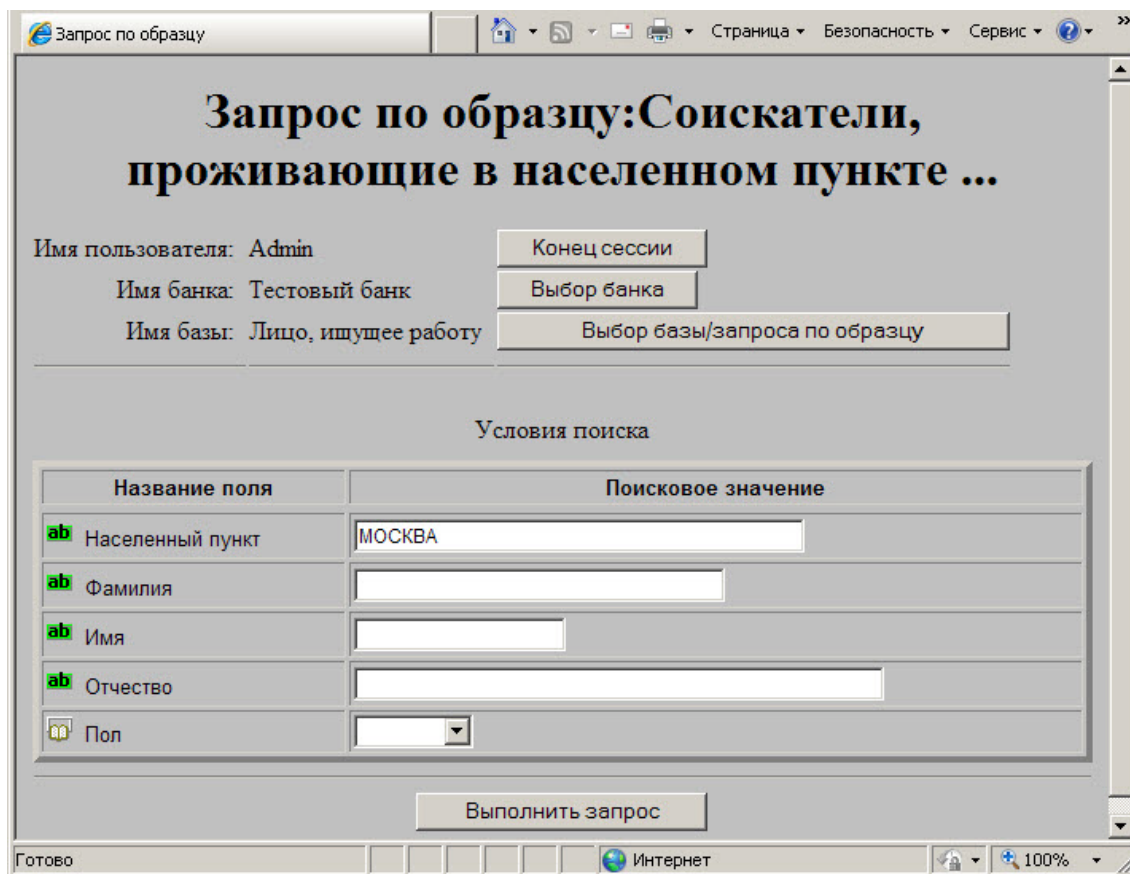 Запрос по образцу
Страница
Безопасность
Сервис
?
»
Запрос по образцу:Соискатели,
проживающие в населенном пункте ...
Имя пользователя: Admin Конец сессии
Имя банка: Тестовый банк Выбор банка
Имя базы: Лицо, ищущее работу Выбор базы/запроса по образцу
Условия поиска
Название поля Поисковое значение
ab Населенный пункт МОСКВА
ab Фамилия
ab Имя
ab Отчество
Пол
Выполнить запрос
Готово Интернет 100%